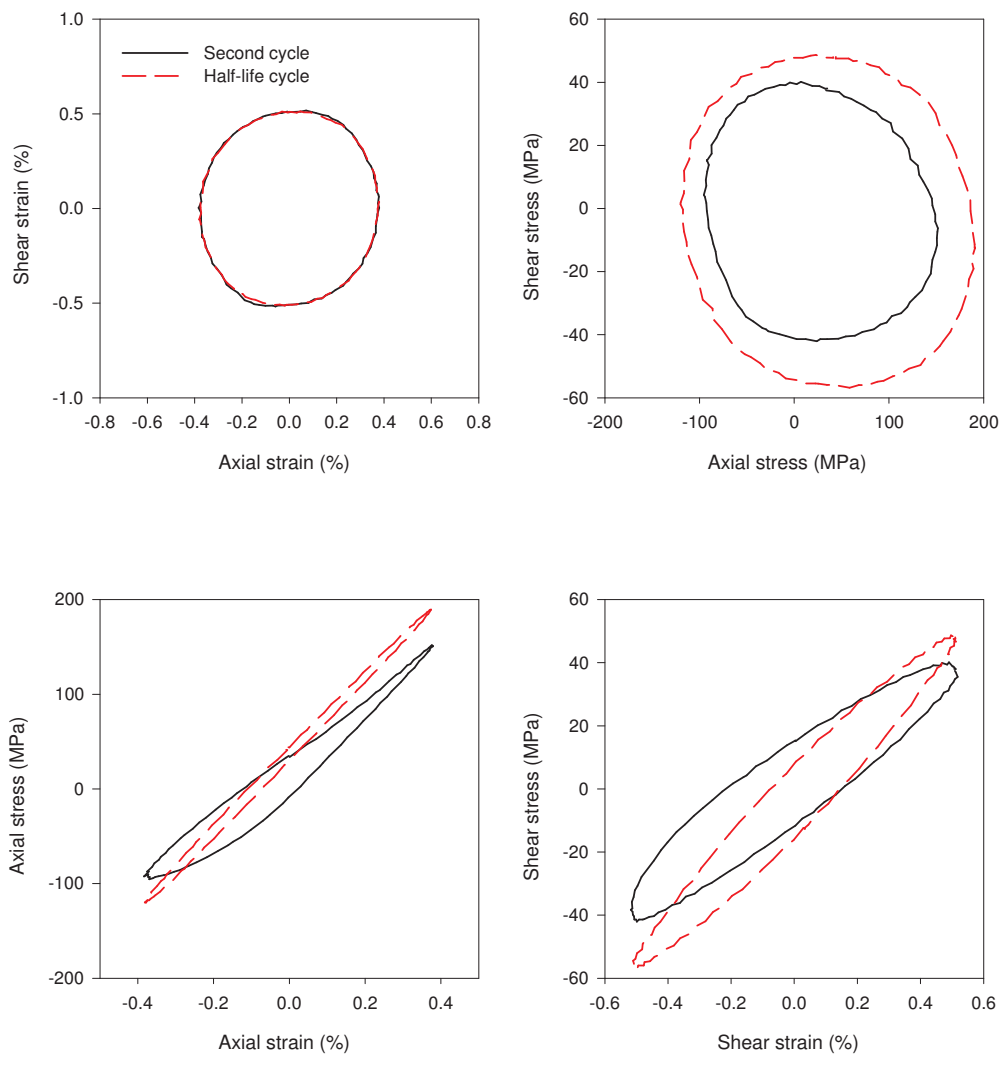 1.0
0.5
0.0
-0.5
-1.0
Shear strain (%)
Second cycle
Half-life cycle
-0.8 -0.6 -0.4 -0.2 0.0 0.2 0.4 0.6 0.8
Axial strain (%)
60
40
20
0
-20
-40
-60
Shear stress (MPa)
-200 -100 0 100 200
Axial stress (MPa)
200
100
0
-100
-200
Axial stress (MPa)
-0.4 -0.2 0.0 0.2 0.4
Axial strain (%)
60
40
20
0
-20
-40
-60
Shear stress (MPa)
-0.6 -0.4 -0.2 0.0 0.2 0.4 0.6
Shear strain (%)